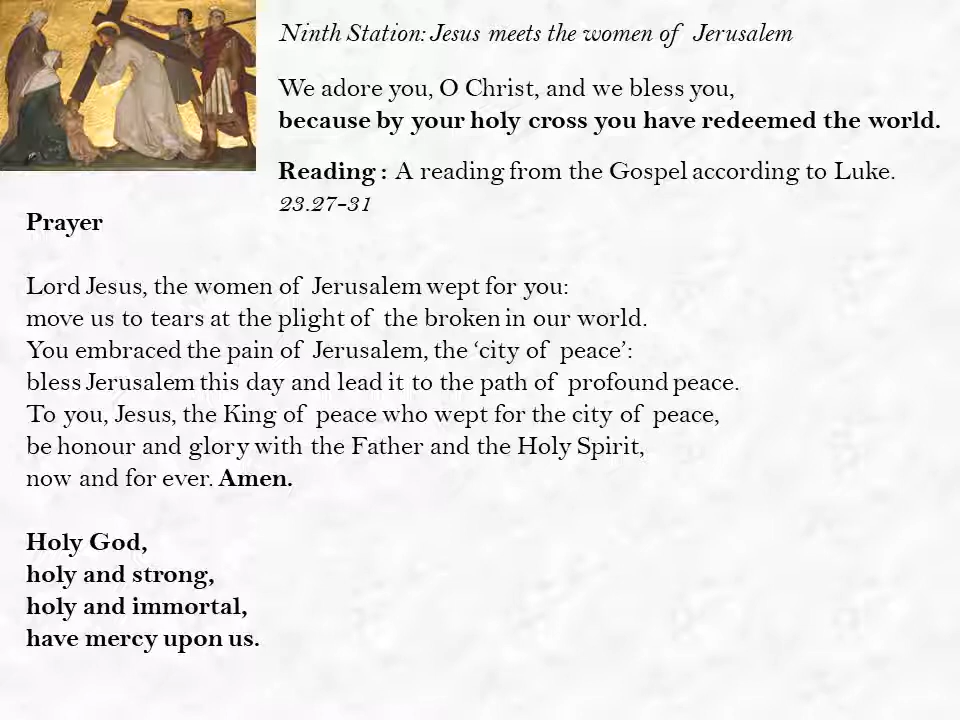 Ninth Station: Jesus meets the women of Jerusalem
We adore you, O Christ, and we bless you,
because by your holy cross you have redeemed the world.
Reading : A reading from the Gospel according to Luke.
23.27-31
Prayer
Lord Jesus, the women of Jerusalem wept for you:
move us to tears at the plight of the broken in our world.
You embraced the pain of Jerusalem, the ‘city of peace’:
bless Jerusalem this day and lead it to the path of profound peace.
To you, Jesus, the King of peace who wept for the city of peace,
be honour and glory with the Father and the Holy Spirit,
now and for ever. Amen.
Holy God,
holy and strong,
holy and immortal,
have mercy upon us.